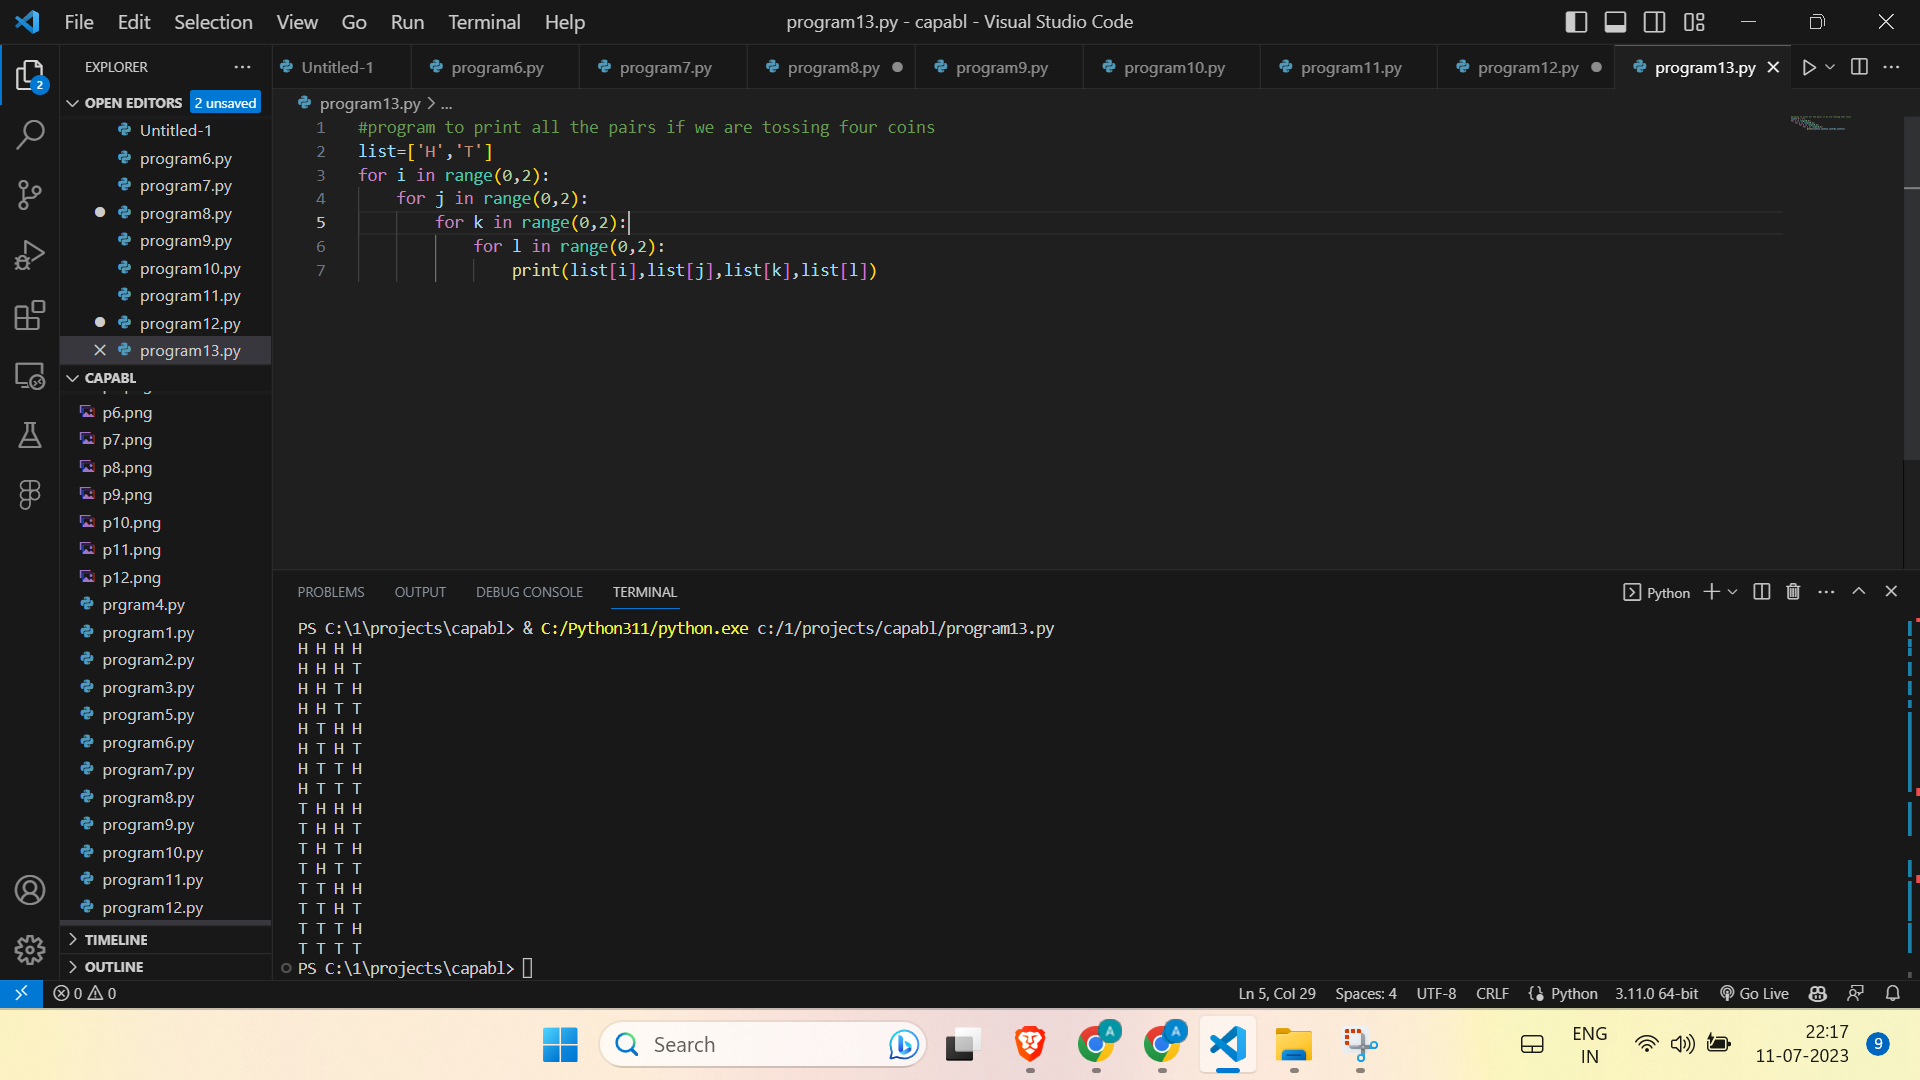 File Edit Selection View Go Run Terminal Help
program13.py - capabl - Visual Studio Code
EXPLORER
OPEN EDITORS 2 unsaved
Untitled-1
program6.py
program7.py
program8.py
program9.py
program10.py
program11.py
program12.py
program13.py
CAPABL
p6.png
p7.png
p8.png
p9.png
p10.png
p11.png
p12.png
prgram4.py
program1.py
program2.py
program3.py
program5.py
program6.py
program7.py
program8.py
program9.py
program10.py
program11.py
program12.py
TIMELINE
OUTLINE
Untitled-1 program6.py program7.py program8.py program9.py program10.py program11.py program12.py program13.py
program13.py > ...
1 #program to print all the pairs if we are tossing four coins
2 list=['H','T']
3 for i in range(0,2):
4 for j in range(0,2):
5 for k in range(0,2):
6 for l in range(0,2):
7 print(list[i],list[j],list[k],list[l])
PROBLEMS OUTPUT DEBUG CONSOLE TERMINAL
Python
PS C:\1\projects\capabl> & C:/Python311/python.exe c:/1/projects/capabl/program13.py
H H H H
H H H T
H H T H
H H T T
H T H H
H T H T
H T T H
H T T T
T H H H
T H H T
T H T H
T H T T
T T H H
T T H T
T T T H
T T T T
PS C:\1\projects\capabl>
0 0
Ln 5, Col 29 Spaces: 4 UTF-8 CRLF Python 3.11.0 64-bit Go Live
Search
A
A
ENG
IN
22:17
11-07-2023
9
2